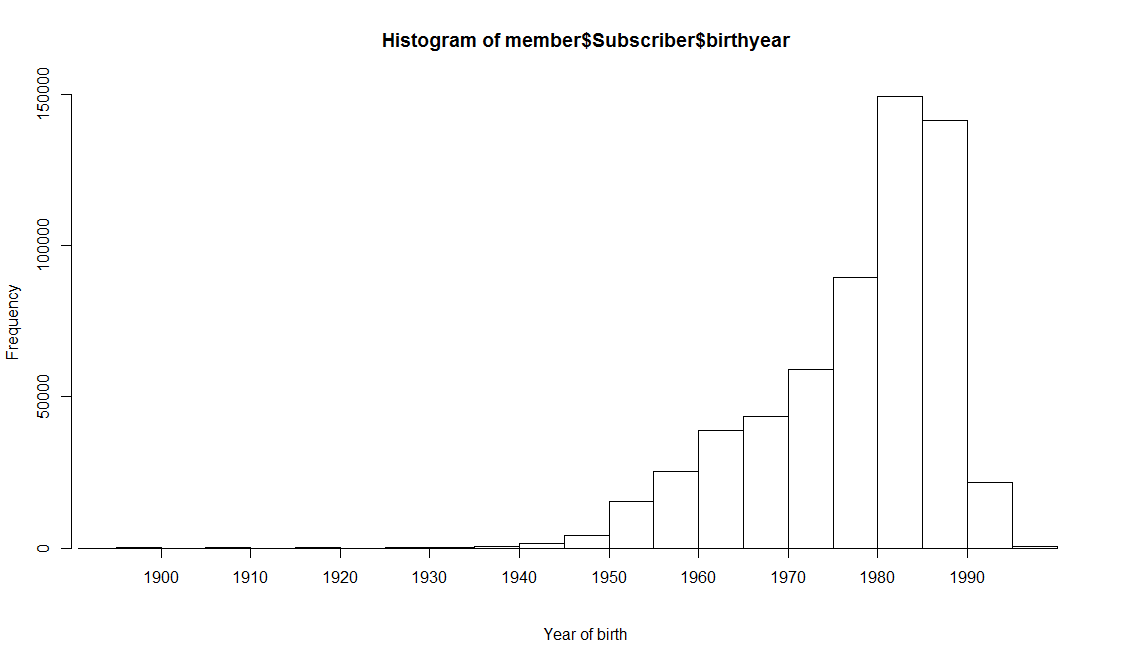 Histogram of member$Subscriber$birthyear
Frequency
150000
100000
50000
0
1900 1910 1920 1930 1940 1950 1960 1970 1980 1990
Year of birth